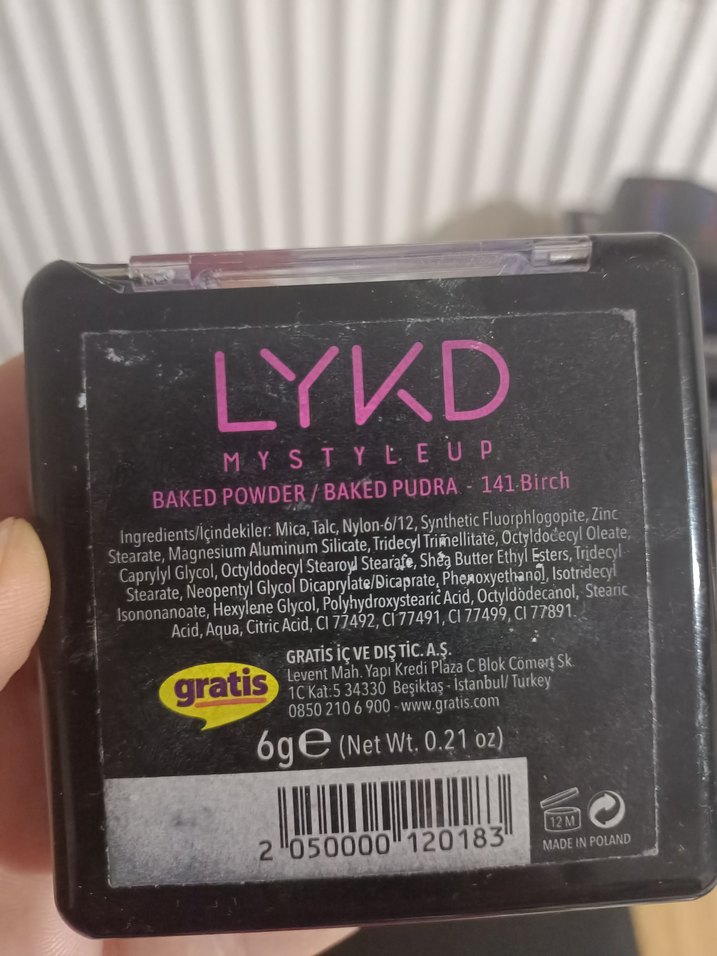 LYKD
MYSTYLEUP
BAKED POWDER / BAKED PUDRA - 141-Birch
Ingredients/İçindekiler: Mica, Talc, Nylon-6/12, Synthetic Fluorphlogopite, Zinc
Stearate, Magnesium Aluminum Silicate, Tridecyl Trimellitate, Octyldodecyl Oleate,
Caprylyl Glycol, Octyldodecyl Stearoyl Stearate, Shea Butter Ethyl Esters, Tridecyl
Stearate, Neopentyl Glycol Dicaprylate/Dicaprate, Phenoxyethanol, Isotridecyl
Isononanoate, Hexylene Glycol, Polyhydroxystearic Acid, Octyldodecanol, Stearic
Acid, Aqua, Citric Acid, CI 77492, CI 77491, CI 77499, CI 77891.
gratis
GRATİS İÇ VE DIŞ TİC. A.Ş.
Levent Mah. Yapı Kredi Plaza C Blok Cömert Sk.
1C Kat:5 34330 Beşiktaş - İstanbul/ Turkey
0850 210 6 900 - www.gratis.com
6g℮ (Net Wt. 0.21 oz)
2 050000 120183
12 M
MADE IN POLAND